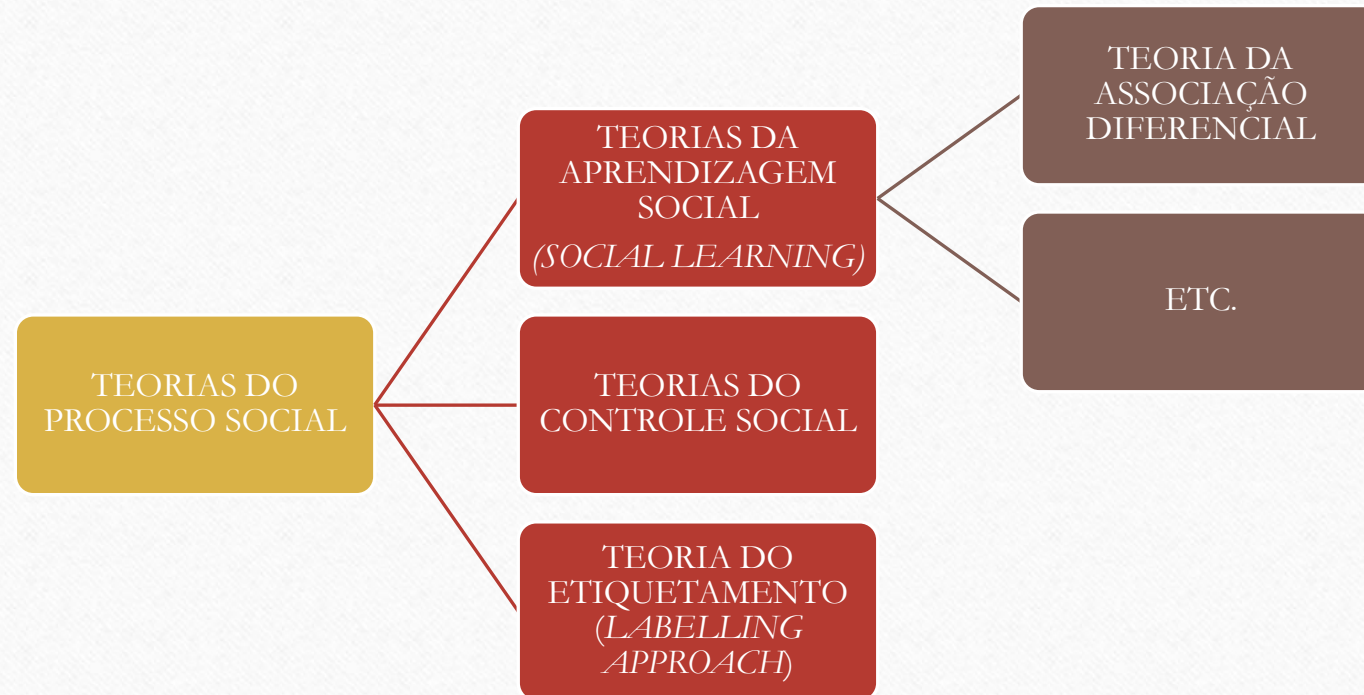 TEORIAS DO
PROCESSO SOCIAL
TEORIAS DA
APRENDIZAGEM
SOCIAL
(SOCIAL LEARNING)
TEORIA DA
ASSOCIAÇÃO
DIFERENCIAL
ETC.
TEORIAS DO
CONTROLE SOCIAL
TEORIA DO
ETIQUETAMENTO
(LABELLING
APPROACH)